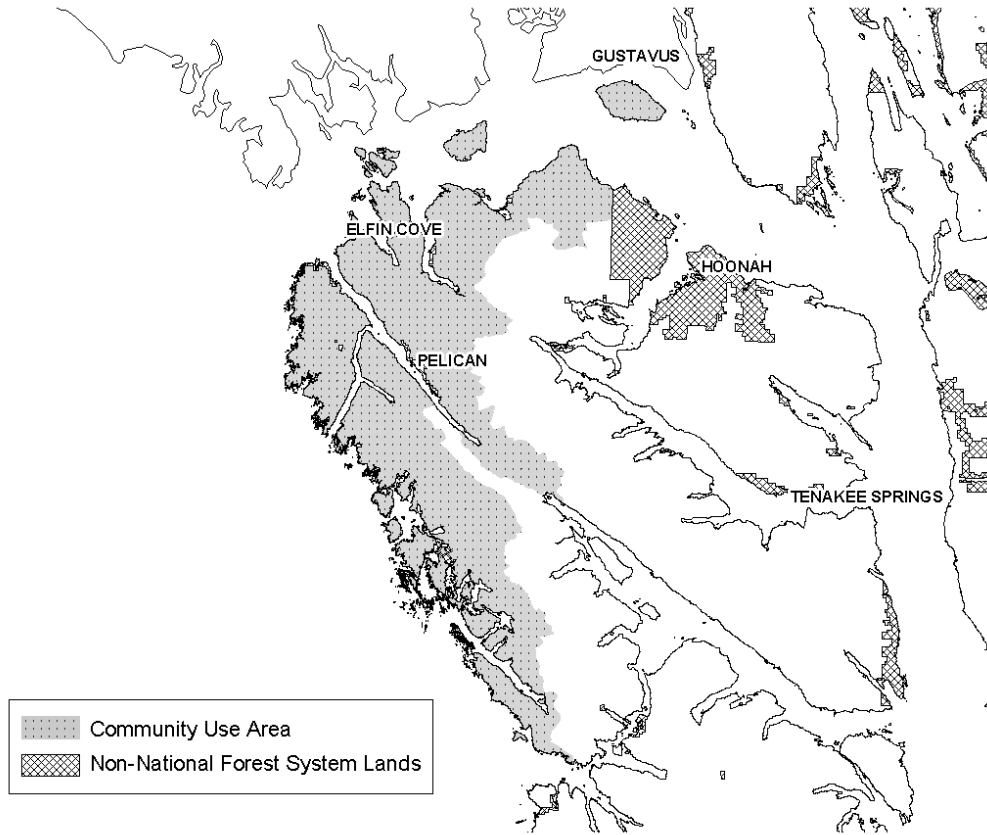 GUSTAVUS
ELFIN COVE
HOONAH
PELICAN
TENAKEE SPRINGS
Community Use Area
Non-National Forest System Lands